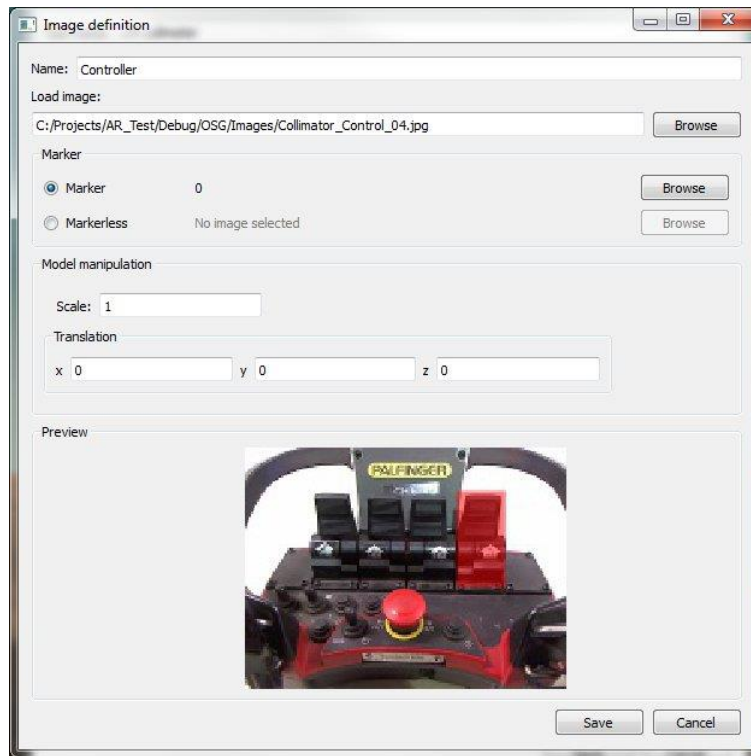 Image definition
Name: Controller
Load image:
C:/Projects/AR_Test/Debug/OSG/Images/Collimator_Control_04.jpg Browse
Marker
Marker 0 Browse
Markerless No image selected Browse
Model manipulation
Scale: 1
Translation
x 0 y 0 z 0
Preview
PALFINGER
Save Cancel